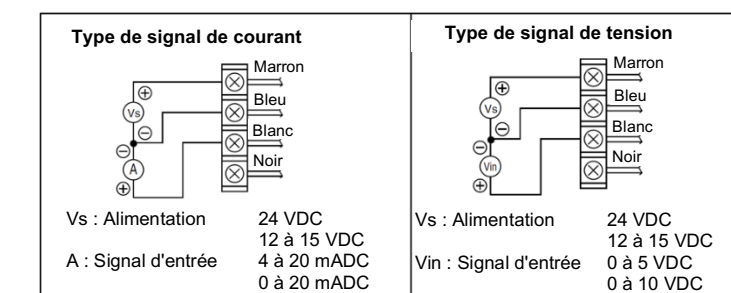 Type de signal de courant
Marron
Bleu
Blanc
Noir
Vs
A
Vs : Alimentation 24 VDC
12 à 15 VDC
A : Signal d'entrée 4 à 20 mADC
0 à 20 mADC
Type de signal de tension
Marron
Bleu
Blanc
Noir
Vs
Vin
Vs : Alimentation 24 VDC
12 à 15 VDC
Vin : Signal d'entrée 0 à 5 VDC
0 à 10 VDC